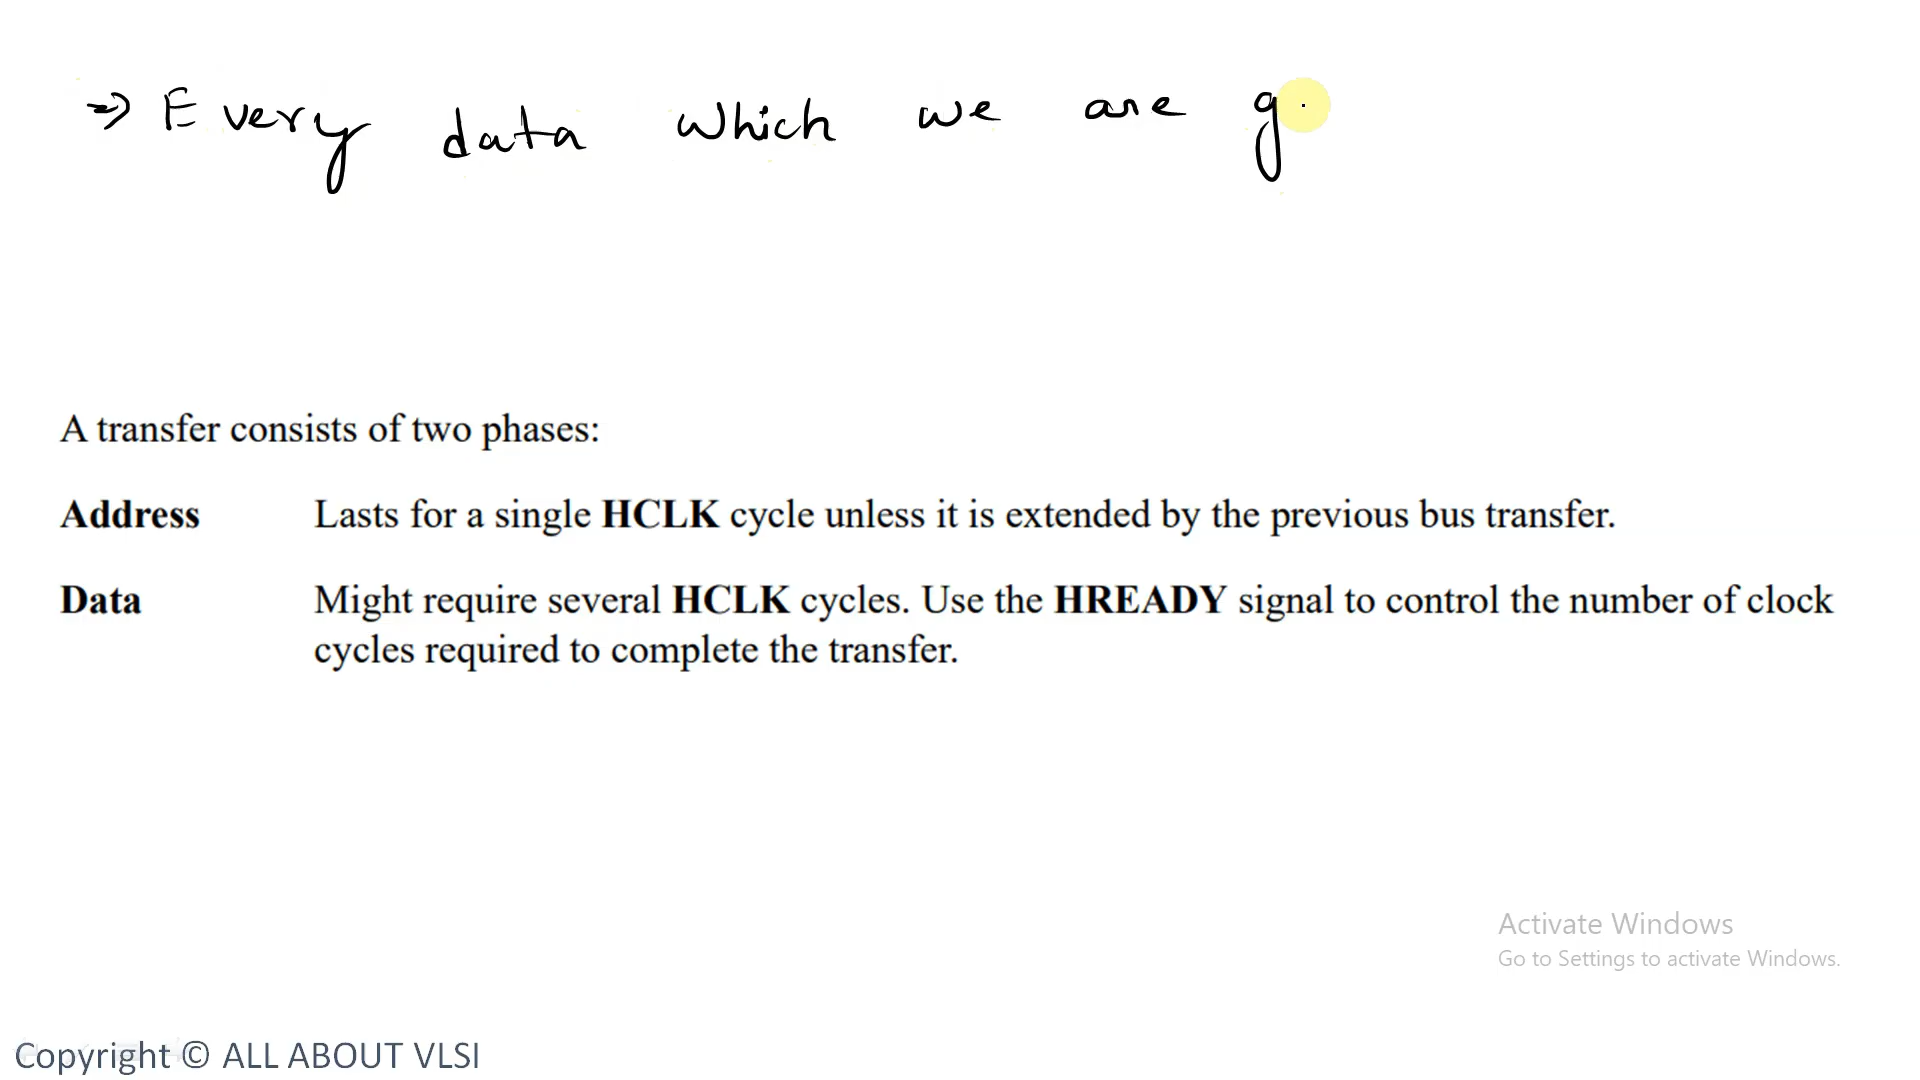 ⇒ Every data which we are g
A transfer consists of two phases:
Address Lasts for a single HCLK cycle unless it is extended by the previous bus transfer.
Data Might require several HCLK cycles. Use the HREADY signal to control the number of clock
cycles required to complete the transfer.
Activate Windows
Go to Settings to activate Windows.
Copyright © ALL ABOUT VLSI